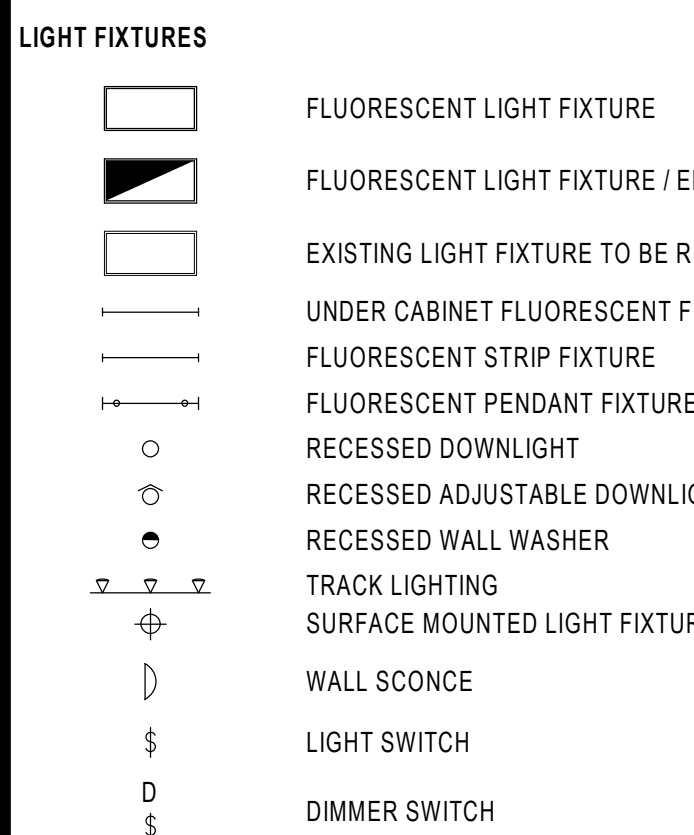 LIGHT FIXTURES
FLUORESCENT LIGHT FIXTURE
FLUORESCENT LIGHT FIXTURE /
EXISTING LIGHT FIXTURE TO BE
UNDER CABINET FLUORESCENT
FLUORESCENT STRIP FIXTURE
FLUORESCENT PENDANT FIXTURE
RECESSED DOWNLIGHT
RECESSED ADJUSTABLE
RECESSED WALL WASHER
TRACK LIGHTING
SURFACE MOUNTED LIGHT
WALL SCONCE
$ LIGHT SWITCH
D
$ DIMMER SWITCH